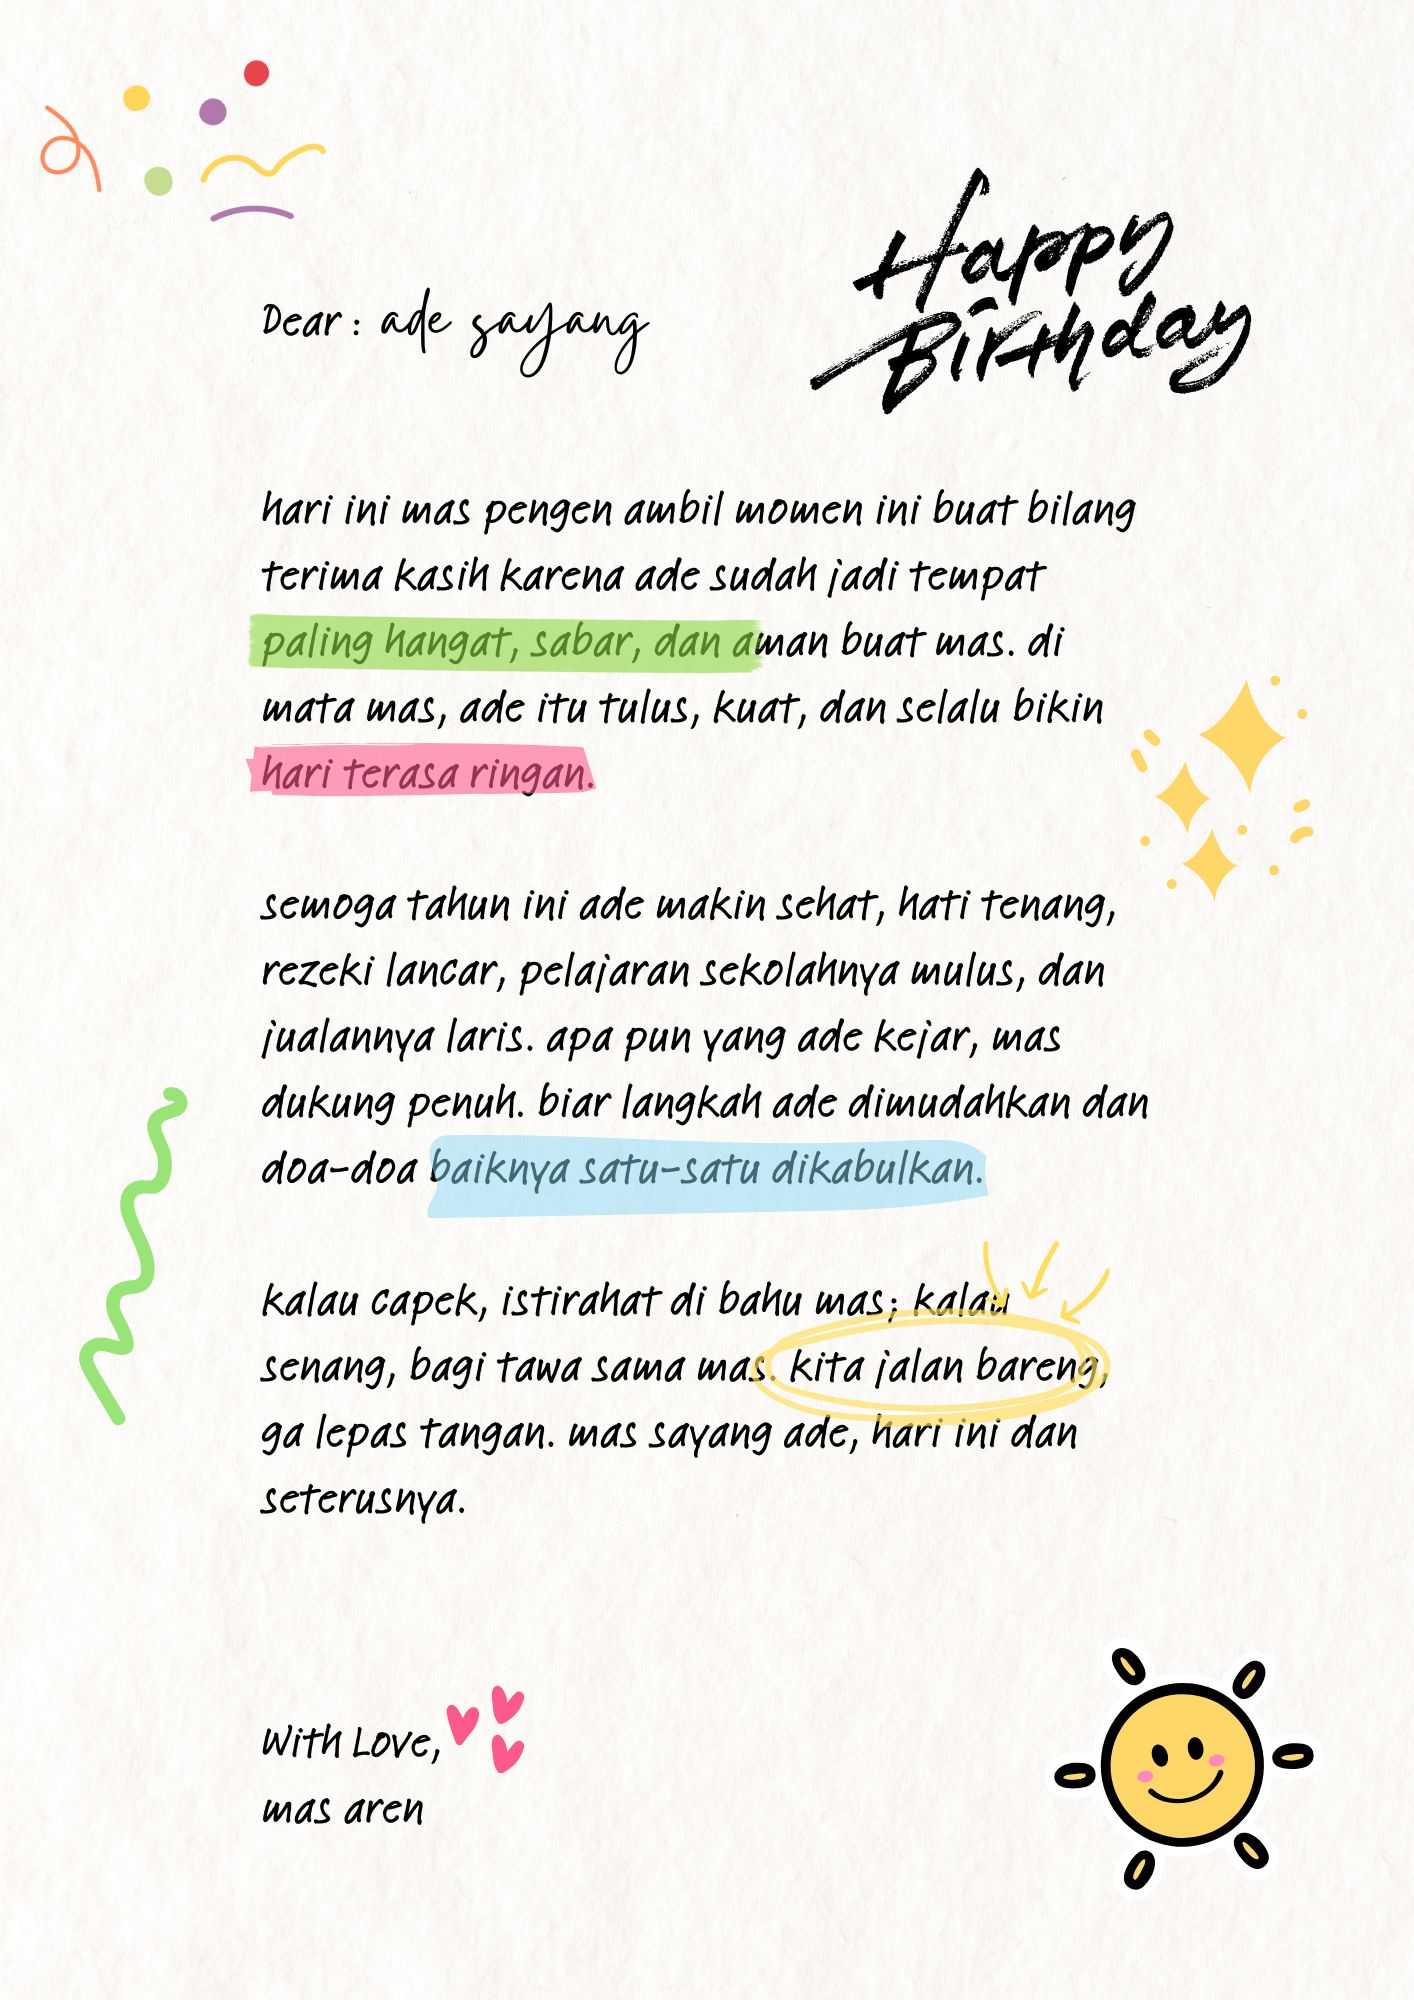 Happy
Birthday
Dear : ade sayang
hari ini mas pengen ambil momen ini buat bilang
terima kasih karena ade sudah jadi tempat
paling hangat, sabar, dan aman buat mas. di
mata mas, ade itu tulus, kuat, dan selalu bikin
hari terasa ringan.
semoga tahun ini ade makin sehat, hati tenang,
rezeki lancar, pelajaran sekolahnya mulus, dan
jualannya laris. apa pun yang ade kejar, mas
dukung penuh. biar langkah ade dimudahkan dan
doa-doa baiknya satu-satu dikabulkan.
kalau capek, istirahat di bahu mas; kalau
senang, bagi tawa sama mas. kita jalan bareng,
ga lepas tangan. mas sayang ade, hari ini dan
seterusnya.
With Love,
mas aren